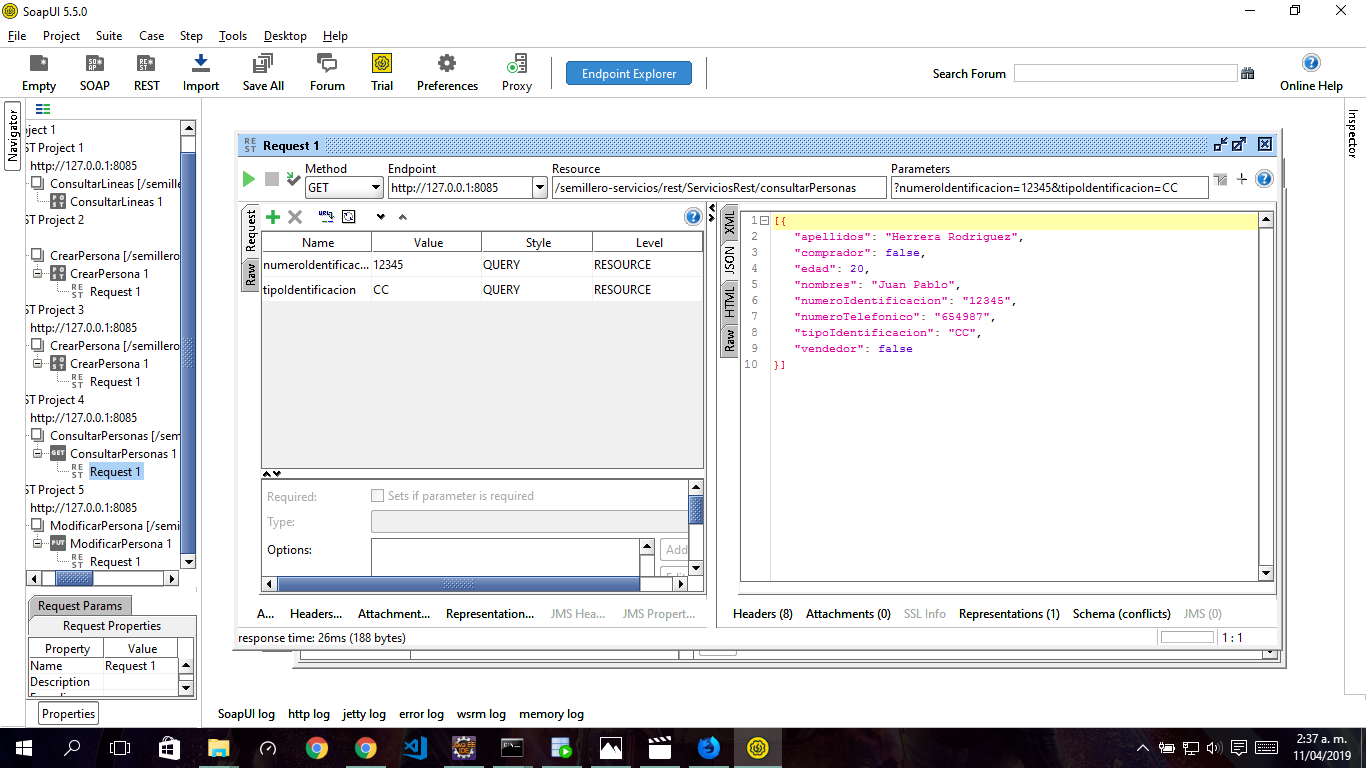 SoapUI 5.5.0
File Project Suite Case Step Tools Desktop Help
Empty SOAP REST Import Save All Forum Trial Preferences Proxy Endpoint Explorer Search Forum Online Help
Navigator
Inspector
ject 1
ST Project 1
http://127.0.0.1:8085
ConsultarLineas [/semille
ConsultarLineas 1
ST Project 2
CrearPersona [/semillero
CrearPersona 1
Request 1
ST Project 3
http://127.0.0.1:8085
CrearPersona [/semillero
CrearPersona 1
Request 1
ST Project 4
http://127.0.0.1:8085
ConsultarPersonas [/sem
GET ConsultarPersonas 1
Request 1
ST Project 5
http://127.0.0.1:8085
ModificarPersona [/semi
PUT ModificarPersona 1
Request 1
Request Params
Request Properties
Property Value
Name Request 1
Description
Properties
Request 1
Method Endpoint Resource Parameters
GET http://127.0.0.1:8085 /semillero-servicios/rest/ServiciosRest/consultarPersonas ?numeroIdentificacion=12345&tipoIdentificacion=CC
Request
Raw
Name Value Style Level
numeroIdentificac... 12345 QUERY RESOURCE
tipoIdentificacion CC QUERY RESOURCE
Required: Sets if parameter is required
Type:
Options: Add
Edit
A... Headers... Attachment... Representation... JMS Hea... JMS Propert...
XML
JSON
HTML
Raw
1 [{
2 "apellidos": "Herrera Rodriguez",
3 "comprador": false,
4 "edad": 20,
5 "nombres": "Juan Pablo",
6 "numeroIdentificacion": "12345",
7 "numeroTelefonico": "654987",
8 "tipoIdentificacion": "CC",
9 "vendedor": false
10 }]
Headers (8) Attachments (0) SSL Info Representations (1) Schema (conflicts) JMS (0)
response time: 26ms (188 bytes) 1 : 1
SoapUI log http log jetty log error log wsrm log memory log
2:37 a. m.
11/04/2019